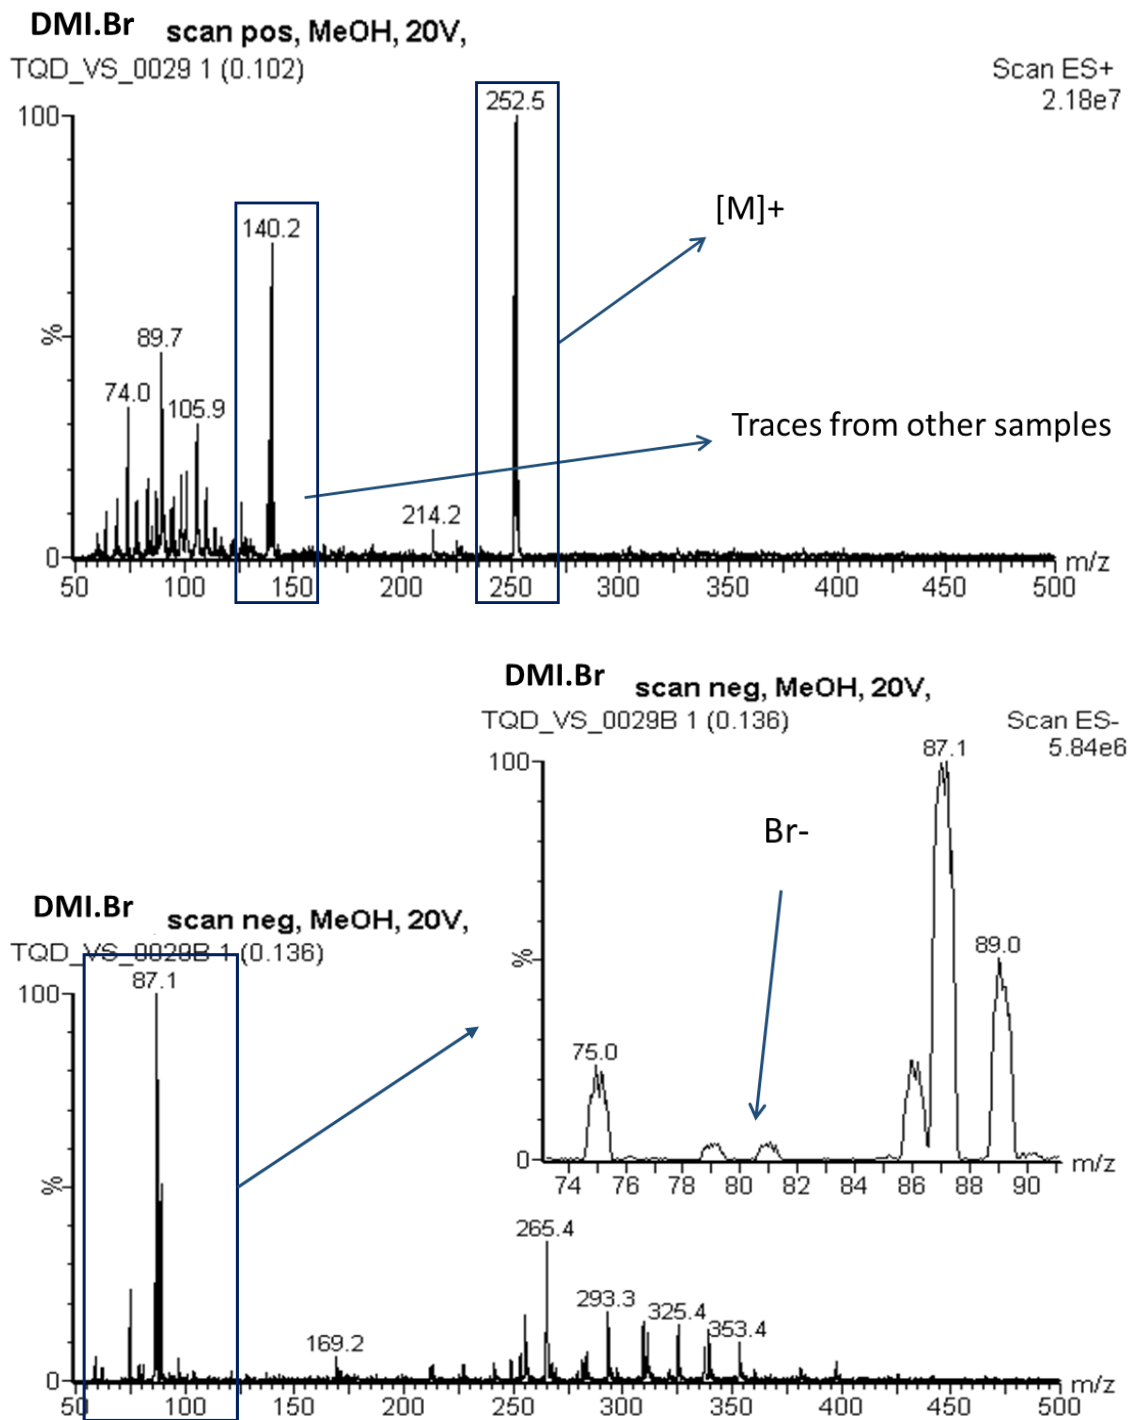 DMI.Br scan pos, MeOH, 20V,
TQD_VS_0029 1 (0.102)
Scan ES+
2.18e7
100
%
0
252.5
140.2
89.7
74.0
105.9
214.2
[M]+
Traces from other samples
50 100 150 200 250 300 350 400 450 500 m/z
DMI.Br scan neg, MeOH, 20V,
TQD_VS_0029B 1 (0.136)
Scan ES-
5.84e6
100
%
0
87.1
Br-
89.0
75.0
74 76 78 80 82 84 86 88 90 m/z
DMI.Br scan neg, MeOH, 20V,
TQD_VS_0029B 1 (0.136)
100
%
0
87.1
265.4
293.3
325.4
353.4
169.2
50 100 150 200 250 300 350 400 450 500 m/z